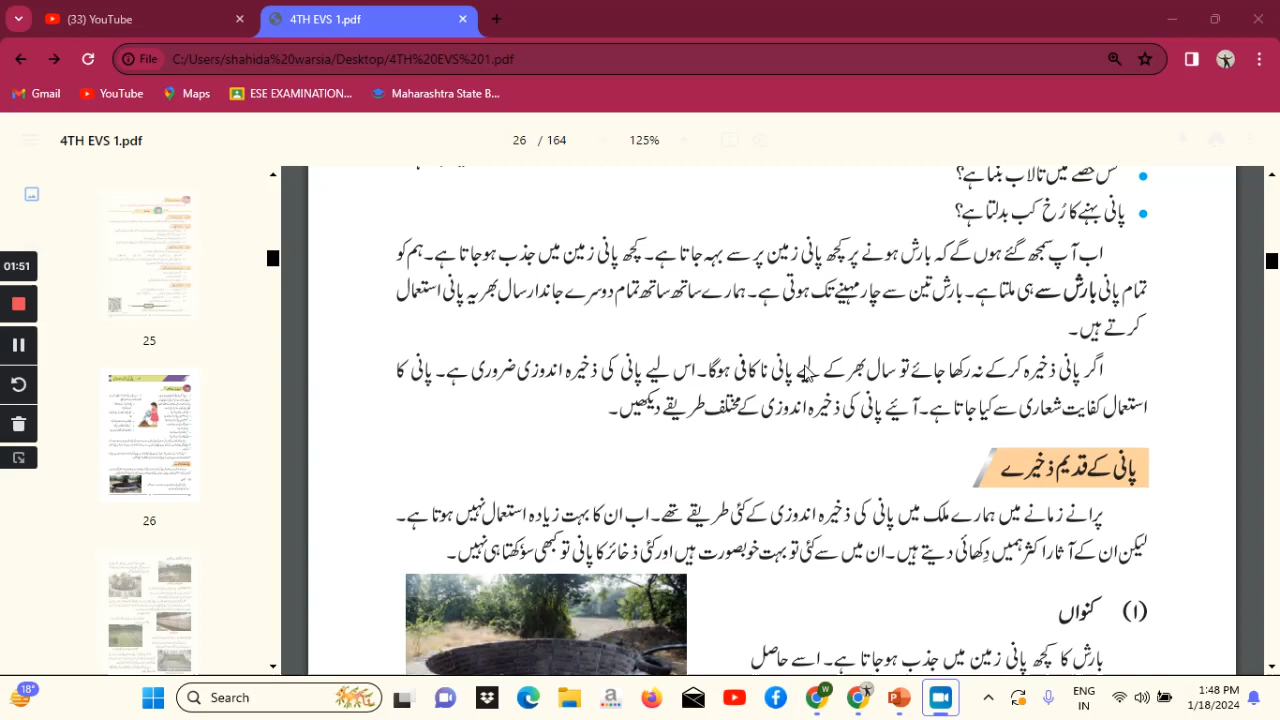 (33) YouTube
4TH EVS 1.pdf
File
C:/Users/shahida%20warsia/Desktop/4TH%20EVS%201.pdf
Gmail
YouTube
Maps
ESE EXAMINATION...
Maharashtra State B...
4TH EVS 1.pdf
26 / 164
125%
01:51
25
26
کس حصے میں تالاب بنتا ہے؟
پانی بہنے کا رُخ کب بدلتا ہے؟
اب آپ سمجھ گئے ہوں گے کہ بارش ہونے پر کچھ پانی زمین پر سے بہہ جاتا ہے۔ کچھ پانی زمین میں جذب ہوجاتا ہے۔ ہم کو
تمام پانی بارش سے ہی ملتا ہے۔ بارش تین سے چار مہینے تک ہوتی ہے۔ ہمارے ساتھ ساتھ تمام دوسرے جاندار سال بھر یہ پانی استعمال
کرتے ہیں۔
اگر پانی ذخیرہ کرکے نہ رکھا جائے تو سال بھر کے لیے پانی ناکافی ہوگا۔ اس لیے پانی کی ذخیرہ اندوزی ضروری ہے۔ پانی کا
استعمال کفایت شعاری سے کیا جاتا ہے۔ آئیے پانی کی ذخیرہ اندوزی کے مختلف طریقے دیکھیں
پانی کے قدیم ذخیرے
پرانے زمانے میں ہمارے ملک میں پانی کی ذخیرہ اندوزی کے کئی طریقے تھے۔ اب ان کا بہت زیادہ استعمال نہیں ہوتا ہے۔
لیکن ان کے آثار اکثر ہمیں دِکھائی دیتے ہیں۔ ان میں سے کئی تو بہت خوبصورت ہیں اور کئی ذخائر کا پانی تو کبھی سوٗکھتا ہی نہیں۔
(۱) کنواں
بارش کا کچھ پانی زمین میں جذب ہوجاتا ہے۔ اسے حاصل
18°
Search
ENG
IN
1:48 PM
1/18/2024